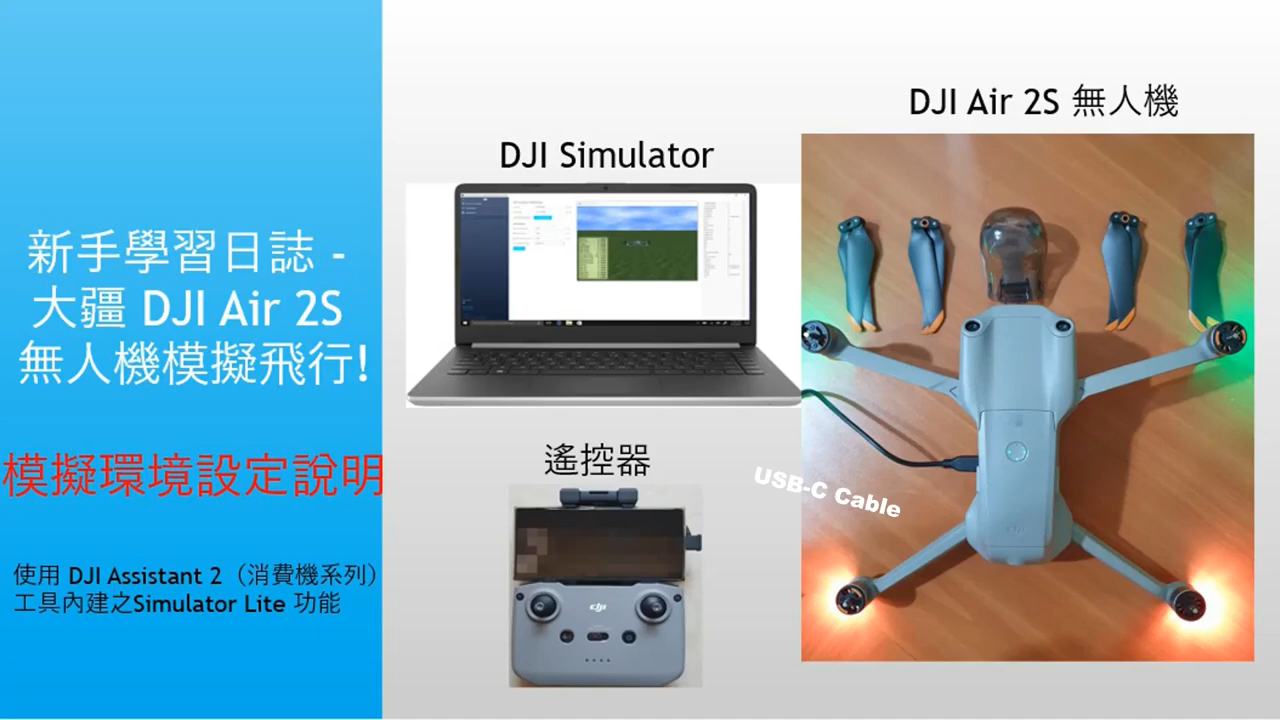 新手學習日誌 -
大疆 DJI Air 2S
無人機模擬飛行!
模擬環境設定說明
使用 DJI Assistant 2（消費機系列）
工具內建之Simulator Lite 功能
DJI Simulator
遙控器
dji
DJI Air 2S 無人機
USB-C Cable